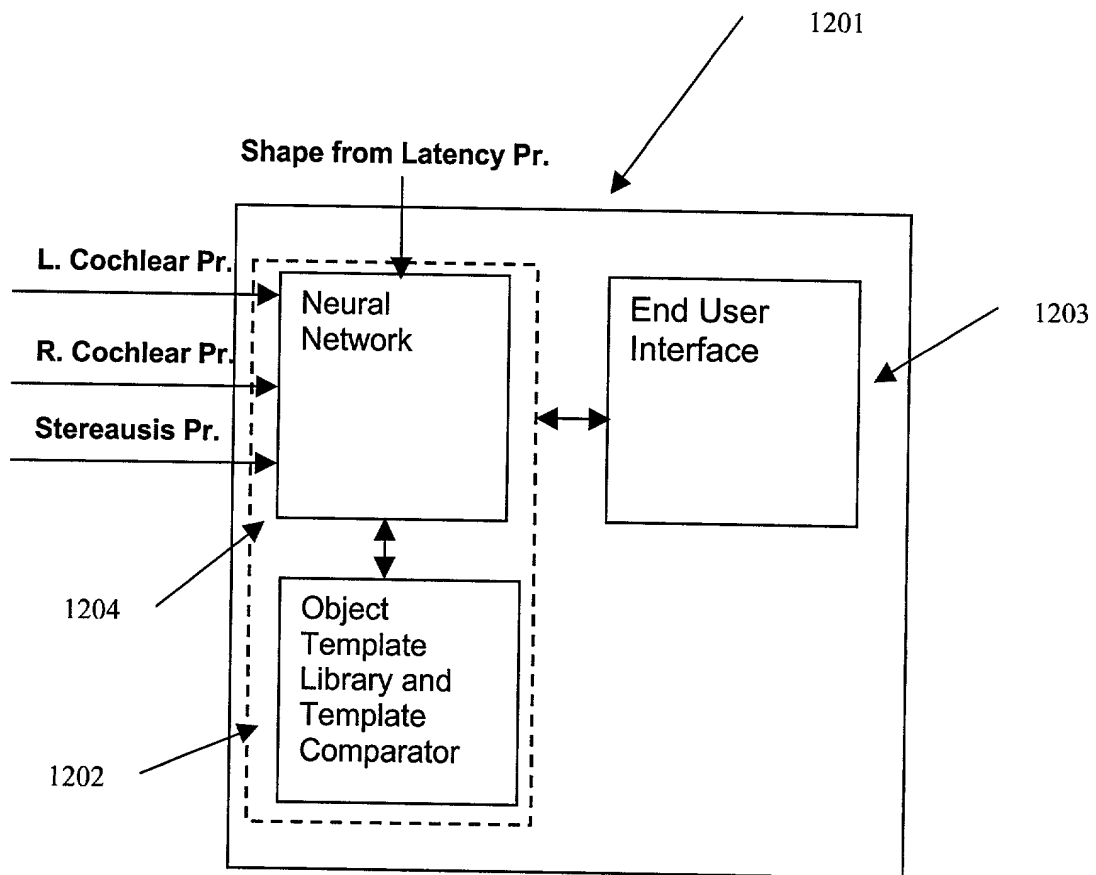 1201
Shape from Latency Pr.
L. Cochlear Pr.
R. Cochlear Pr.
Stereausis Pr.
Neural
Network
End User
Interface
1203
1204
Object
Template
Library and
Template
Comparator
1202